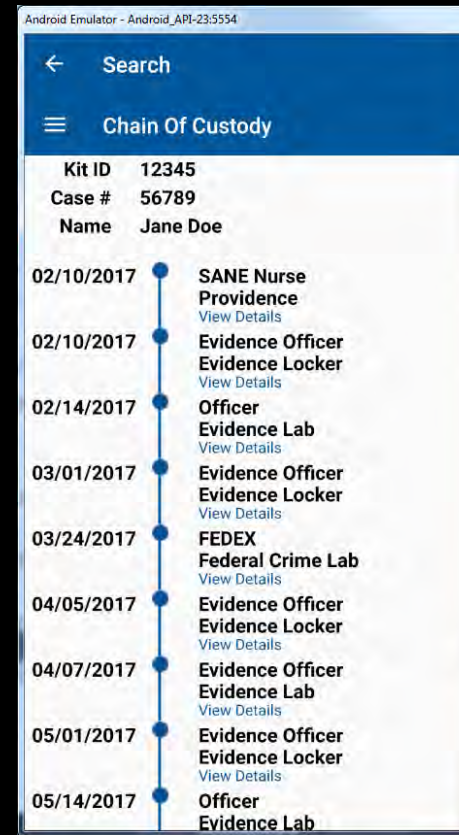 Android Emulator - Android_API-23:5554
Search
Chain Of Custody
Kit ID 12345
Case # 56789
Name Jane Doe
02/10/2017 SANE Nurse
Providence
View Details
02/10/2017 Evidence Officer
Evidence Locker
View Details
02/14/2017 Officer
Evidence Lab
View Details
03/01/2017 Evidence Officer
Evidence Locker
View Details
03/24/2017 FEDEX
Federal Crime Lab
View Details
04/05/2017 Evidence Officer
Evidence Locker
View Details
04/07/2017 Evidence Officer
Evidence Lab
View Details
05/01/2017 Evidence Officer
Evidence Locker
View Details
05/14/2017 Officer
Evidence Lab